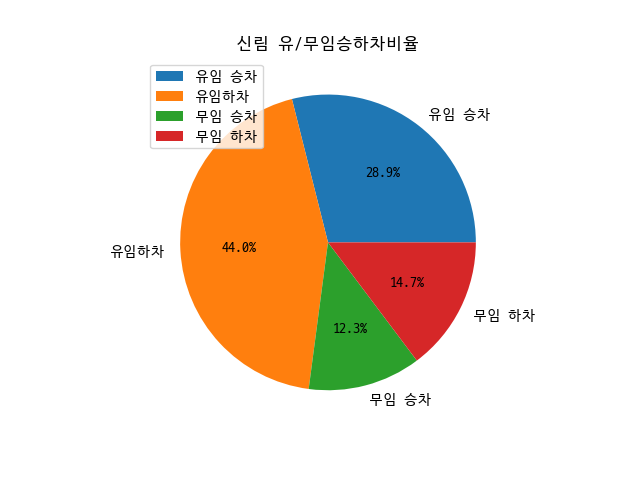 신림 유/무임승하차비율
유임 승차
유임하차
무임 승차
무임 하차
유임 승차
28.9%
유임하차
44.0%
무임 승차
12.3%
무임 하차
14.7%